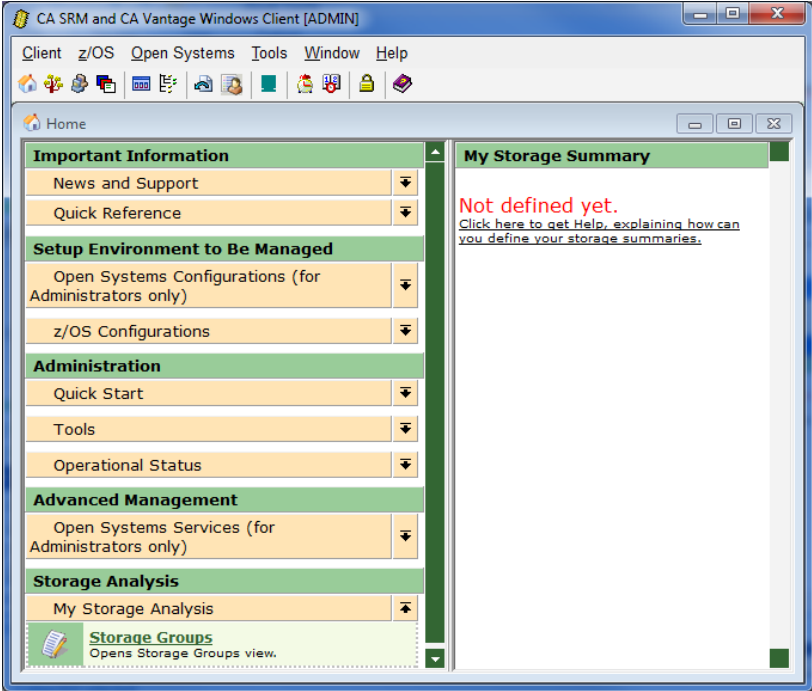 CA SRM and CA Vantage Windows Client [ADMIN]
Client z/OS Open Systems Tools Window Help
Home
Important Information
News and Support
Quick Reference
Setup Environment to Be Managed
Open Systems Configurations (for
Administrators only)
z/OS Configurations
Administration
Quick Start
Tools
Operational Status
Advanced Management
Open Systems Services (for
Administrators only)
Storage Analysis
My Storage Analysis
Storage Groups
Opens Storage Groups view.
My Storage Summary
Not defined yet.
Click here to get Help, explaining how can
you define your storage summaries.